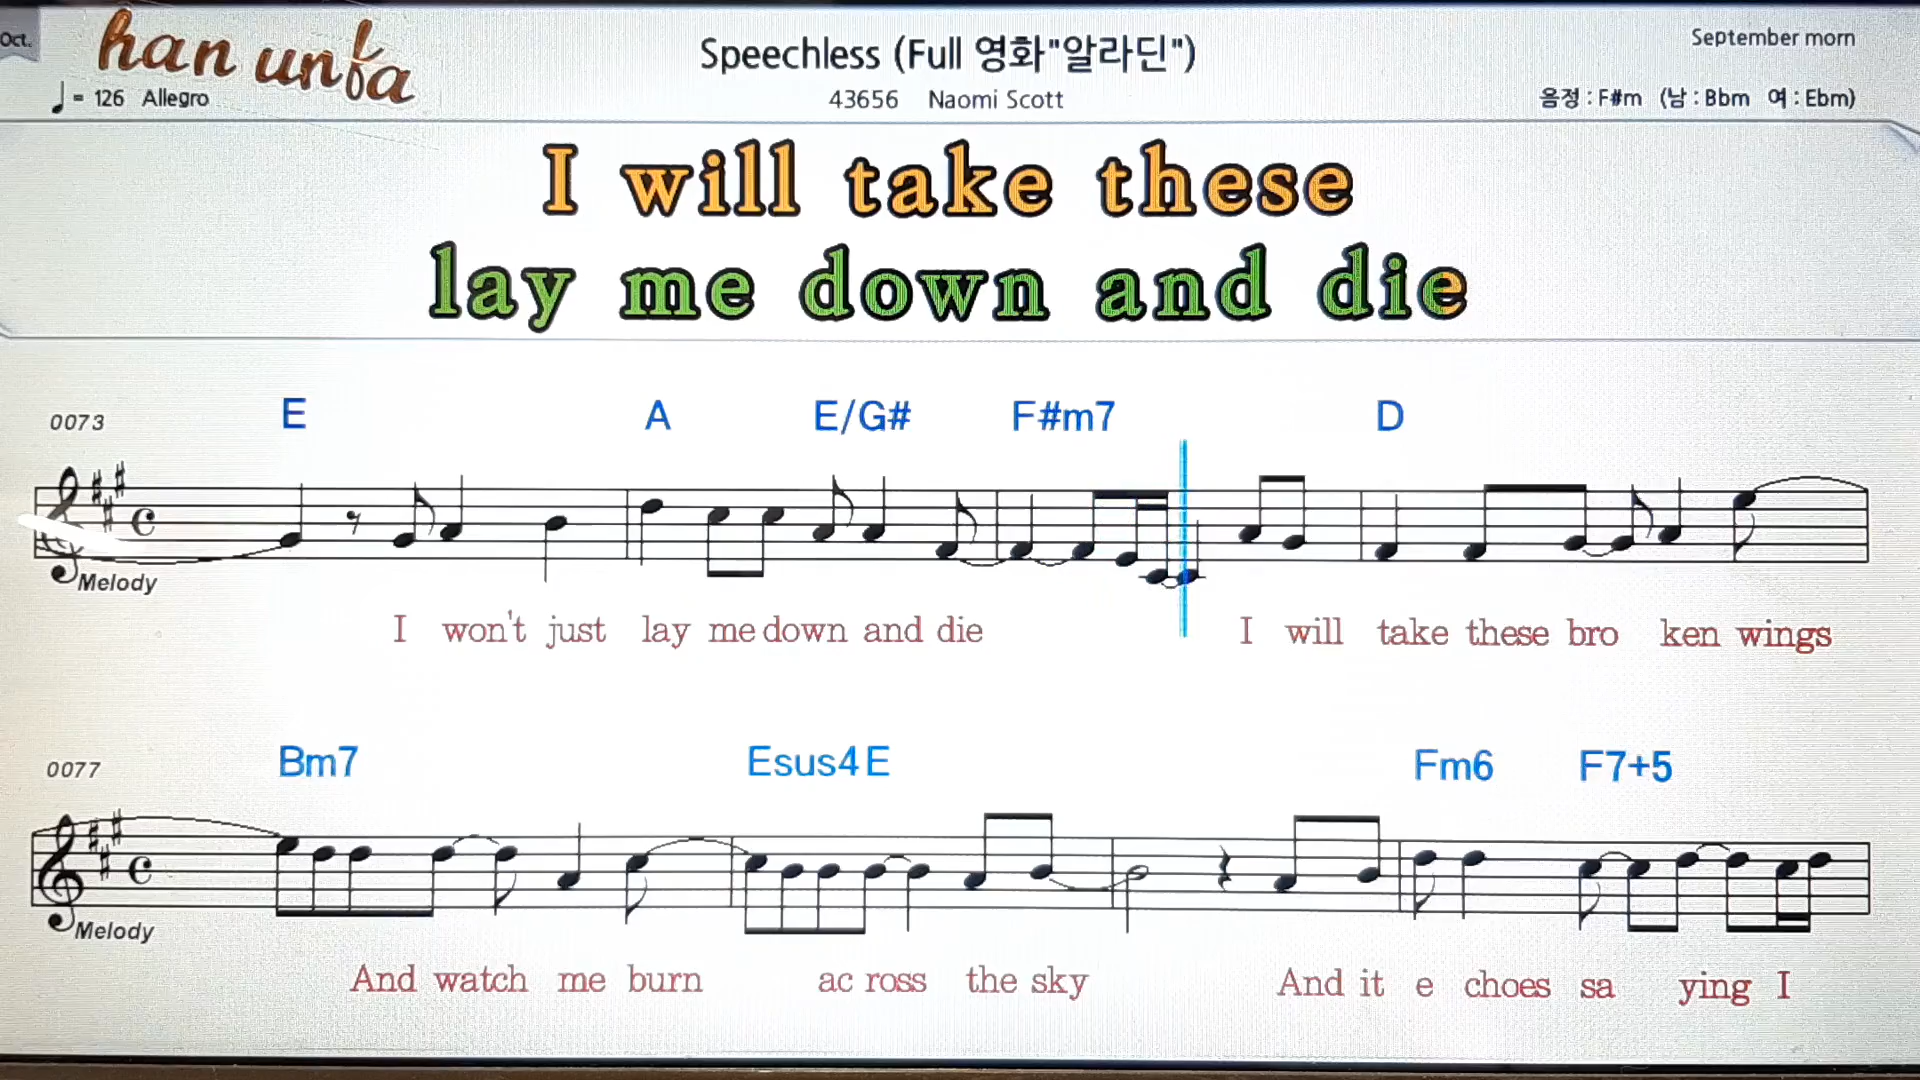 Oct.
han unfa
Speechless (Full 영화"알라딘")
September morn
♩= 126 Allegro
43656 Naomi Scott
음정 : F#m (남 : Bbm 여 : Ebm)
I will take these
lay me down and die
0073 E A E/G# F#m7 D
Melody
I won't just lay me down and die I will take these bro ken wings
0077 Bm7 Esus4 E Fm6 F7+5
Melody
And watch me burn ac ross the sky And it e choes sa ying I